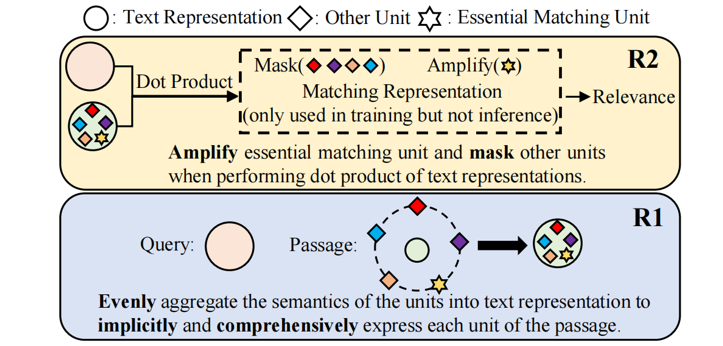 : Text Representation : Other Unit : Essential Matching Unit
R2
Dot Product
Mask( ) Amplify( )
Matching Representation
(only used in training but not inference)
Relevance
Amplify essential matching unit and mask other units
when performing dot product of text representations.
R1
Query: Passage:
Evenly aggregate the semantics of the units into text representation to
implicitly and comprehensively express each unit of the passage.